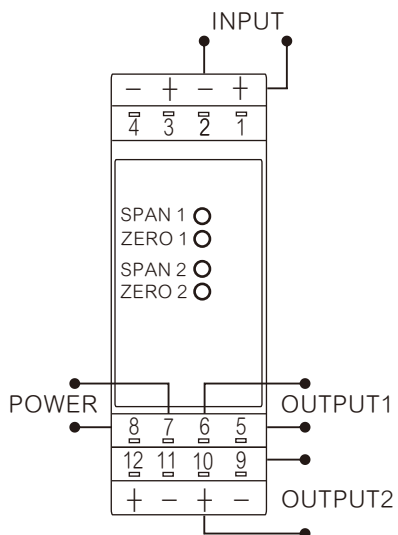 INPUT
− + − +
4 3 2 1
SPAN 1
ZERO 1
SPAN 2
ZERO 2
POWER
OUTPUT1
8 7 6 5
12 11 10 9
+ − + −
OUTPUT2